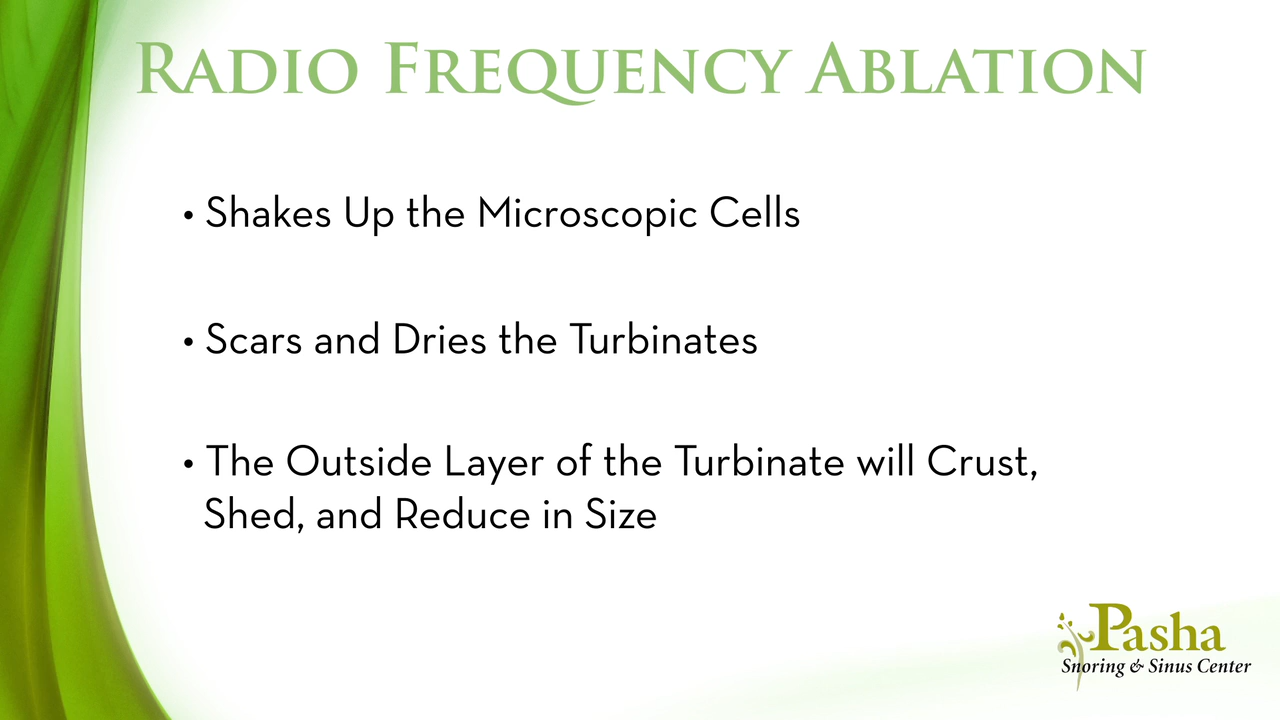 Radio Frequency Ablation
• Shakes Up the Microscopic Cells
• Scars and Dries the Turbinates
• The Outside Layer of the Turbinate will Crust,
Shed, and Reduce in Size
Pasha
Snoring & Sinus Center